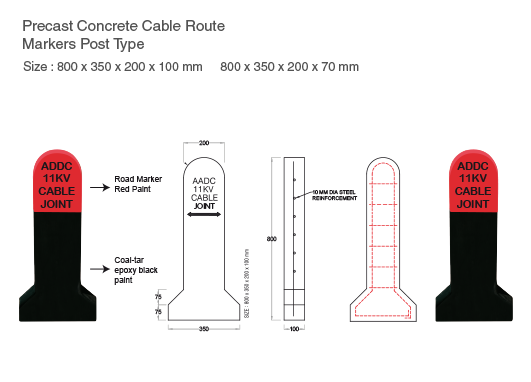 Precast Concrete Cable Route
Markers Post Type
Size : 800 x 350 x 200 x 100 mm     800 x 350 x 200 x 70 mm
ADDC
11KV
CABLE
JOINT
Road Marker
Red Paint
Coal-tar
epoxy black
paint
200
AADC
11KV
CABLE
JOINT
75
75
350
SIZE : 800 x 350 x 200 x 100 mm
800
10 MM DIA STEEL
REINFORCEMENT
100
ADDC
11KV
CABLE
JOINT